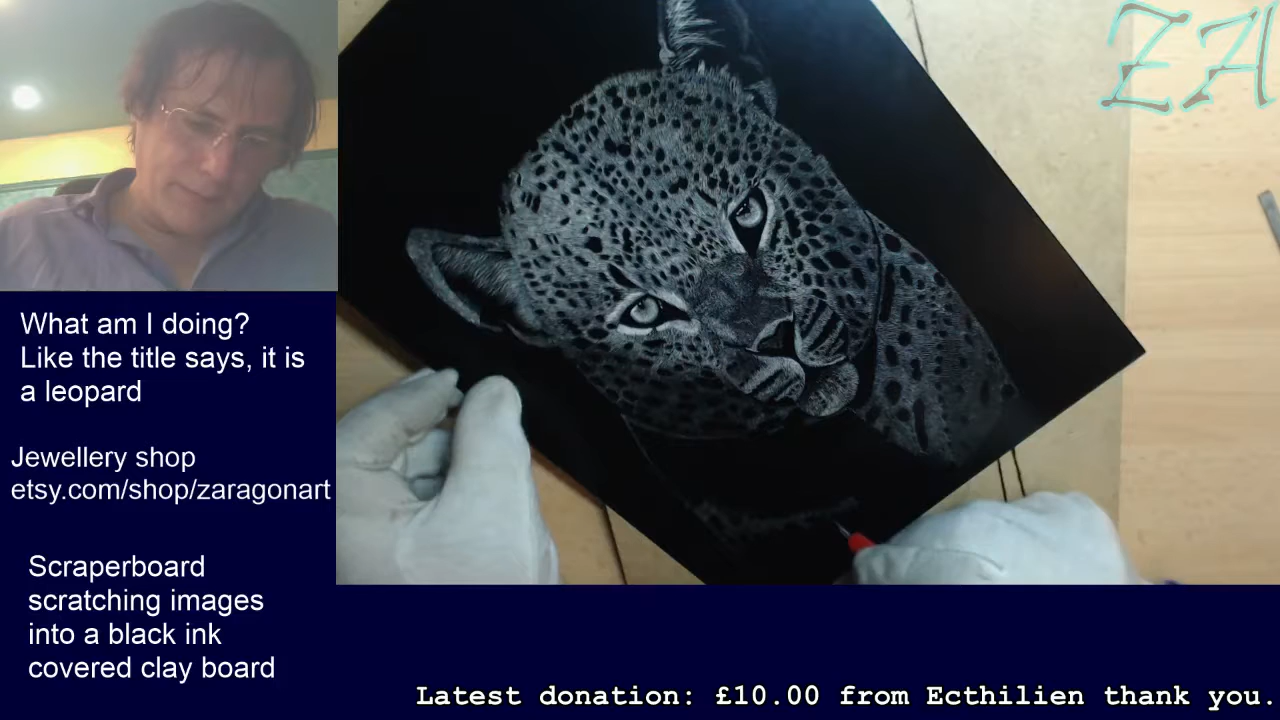 ZA
What am I doing?
Like the title says, it is
a leopard
Jewellery shop
etsy.com/shop/zaragonart
Scraperboard
scratching images
into a black ink
covered clay board
Latest donation: £10.00 from Ecthilien thank you.